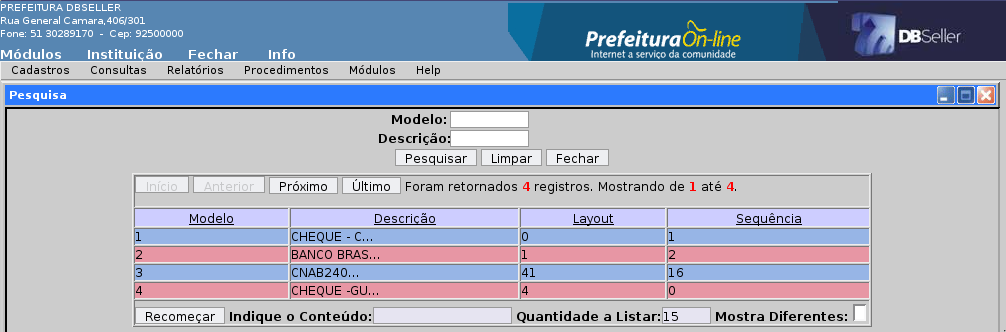 PREFEITURA DBSELLER
Rua General Camara,406/301
Fone: 51 30289170 - Cep: 92500000
PrefeituraOn-line
Internet a serviço da comunidade
DBSeller
Módulos Instituição Fechar Info
Cadastros Consultas Relatórios Procedimentos Módulos Help
Pesquisa
Modelo:
Descrição:
Pesquisar Limpar Fechar
Início Anterior Próximo Último Foram retornados 4 registros. Mostrando de 1 até 4.
Modelo Descrição Layout Sequência
1 CHEQUE - C... 0 1
2 BANCO BRAS... 1 2
3 CNAB240... 41 16
4 CHEQUE -GU... 4 0
Recomeçar Indique o Conteúdo: Quantidade a Listar: 15 Mostra Diferentes: